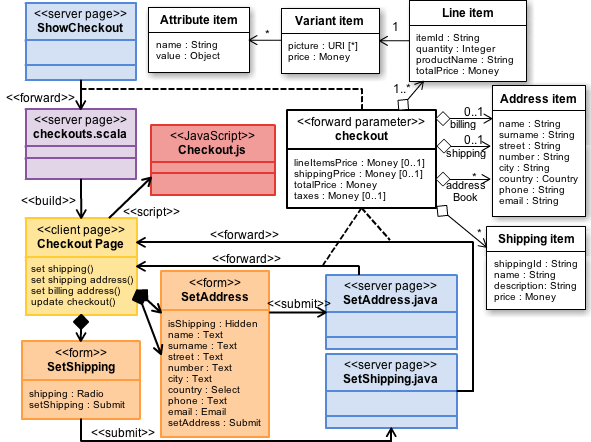 <<server page>>
ShowCheckout
Attribute item
name : String
value : Object
*
Variant item
picture : URI [*]
price : Money
1
Line item
itemId : String
quantity : Integer
productName : String
totalPrice : Money
<<forward>>
1..*
<<server page>>
checkouts.scala
<<JavaScript>>
Checkout.js
<<forward parameter>>
checkout
lineItemsPrice : Money [0..1]
shippingPrice : Money [0..1]
totalPrice : Money
taxes : Money [0..1]
0..1
billing
0..1
shipping
*
address
Book
Address item
name : String
surname : String
street : String
number : String
city : String
country : Country
phone : String
email : String
<<build>>
<<script>>
<<client page>>
Checkout Page
set shipping()
set shipping address()
set billing address()
update checkout()
<<forward>>
<<forward>>
*
Shipping item
shippingId : String
name : String
description: String
price : Money
<<form>>
SetAddress
isShipping : Hidden
name : Text
surname : Text
street : Text
number : Text
city : Text
country : Select
phone : Text
email : Email
setAddress : Submit
<<submit>>
<<server page>>
SetAddress.java
<<form>>
SetShipping
shipping : Radio
setShipping : Submit
<<server page>>
SetShipping.java
<<submit>>